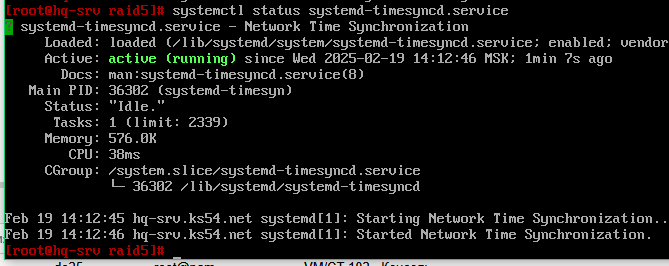 [root@hq-srv raid5]# systemctl status systemd-timesyncd.service
systemd-timesyncd.service - Network Time Synchronization
Loaded: loaded (/lib/systemd/system/systemd-timesyncd.service; enabled; vendor
Active: active (running) since Wed 2025-02-19 14:12:46 MSK; 1min 7s ago
Docs: man:systemd-timesyncd.service(8)
Main PID: 36302 (systemd-timesyn)
Status: "Idle."
Tasks: 1 (limit: 2339)
Memory: 576.0K
CPU: 38ms
CGroup: /system.slice/systemd-timesyncd.service
└─ 36302 /lib/systemd/systemd-timesyncd
Feb 19 14:12:45 hq-srv.ks54.net systemd[1]: Starting Network Time Synchronization..
Feb 19 14:12:46 hq-srv.ks54.net systemd[1]: Started Network Time Synchronization.
[root@hq-srv raid5]#